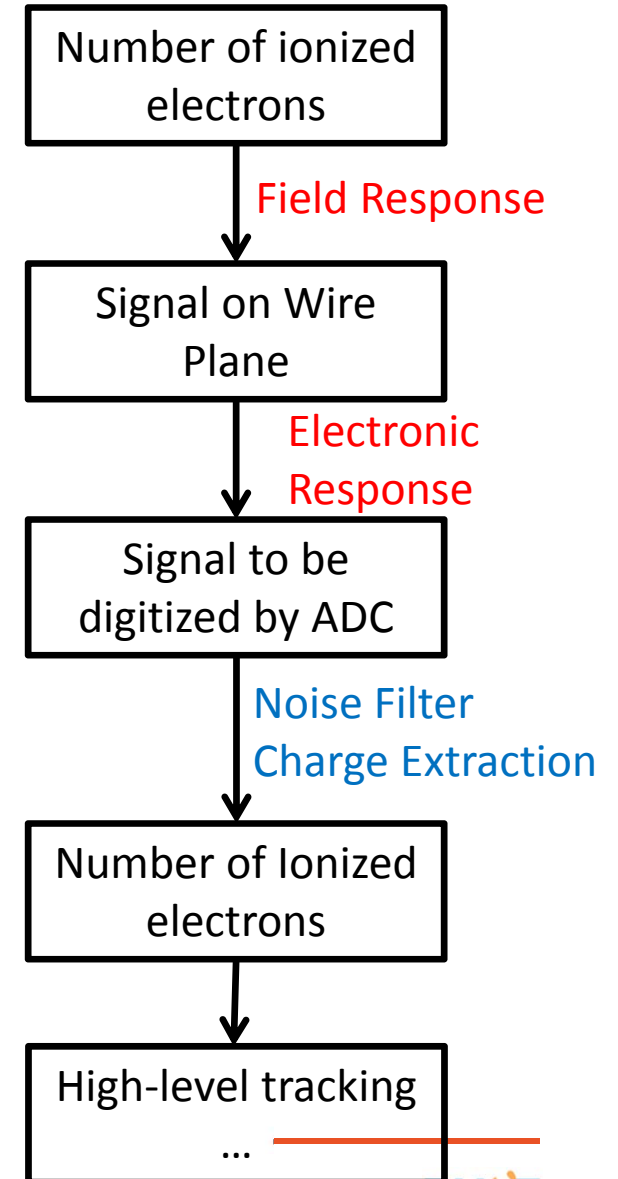 Number of ionized
electrons
Field Response
Signal on Wire
Plane
Electronic
Response
Signal to be
digitized by ADC
Noise Filter
Charge Extraction
Number of Ionized
electrons
High-level tracking
...